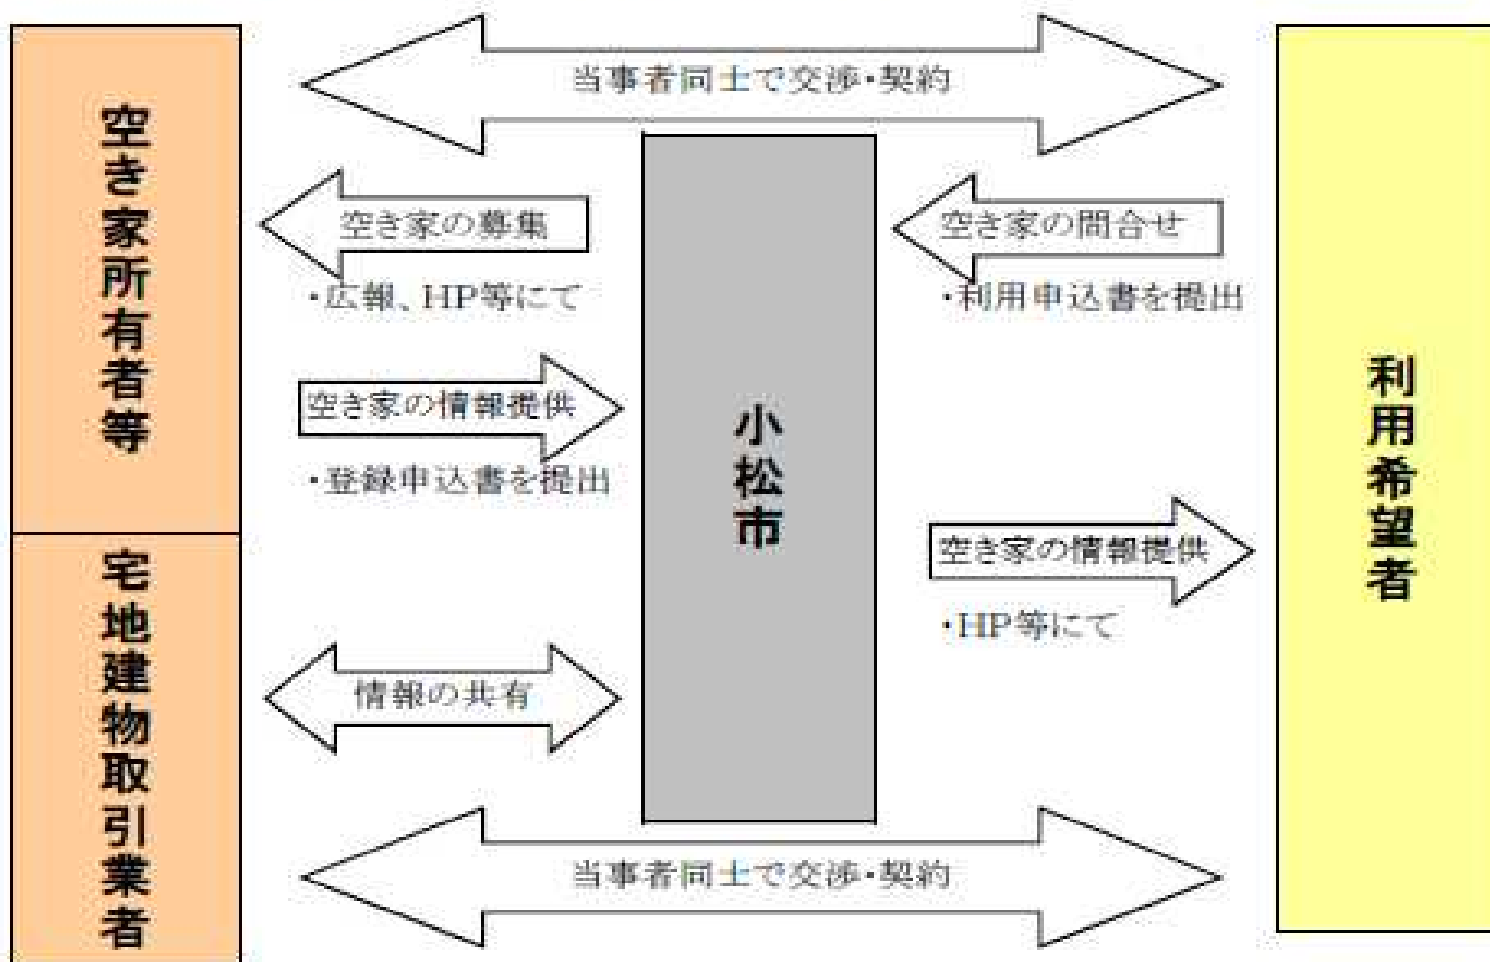 当事者同士で交渉・契約
空き家所有者等
空き家の募集
・広報、HP等にて
空き家の情報提供
・登録申込書を提出
宅地建物取引業者
情報の共有
小松市
空き家の問合せ
・利用申込書を提出
空き家の情報提供
・HP等にて
利用希望者
当事者同士で交渉・契約